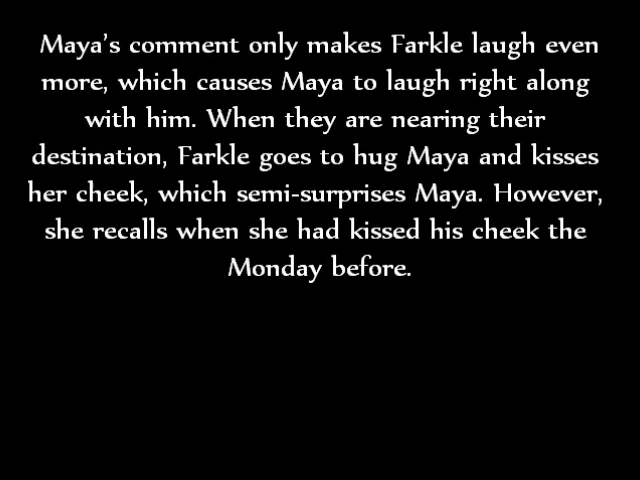 Maya's comment only makes Farkle laugh even
more, which causes Maya to laugh right along
with him. When they are nearing their
destination, Farkle goes to hug Maya and kisses
her cheek, which semi-surprises Maya. However,
she recalls when she had kissed his cheek the
Monday before.